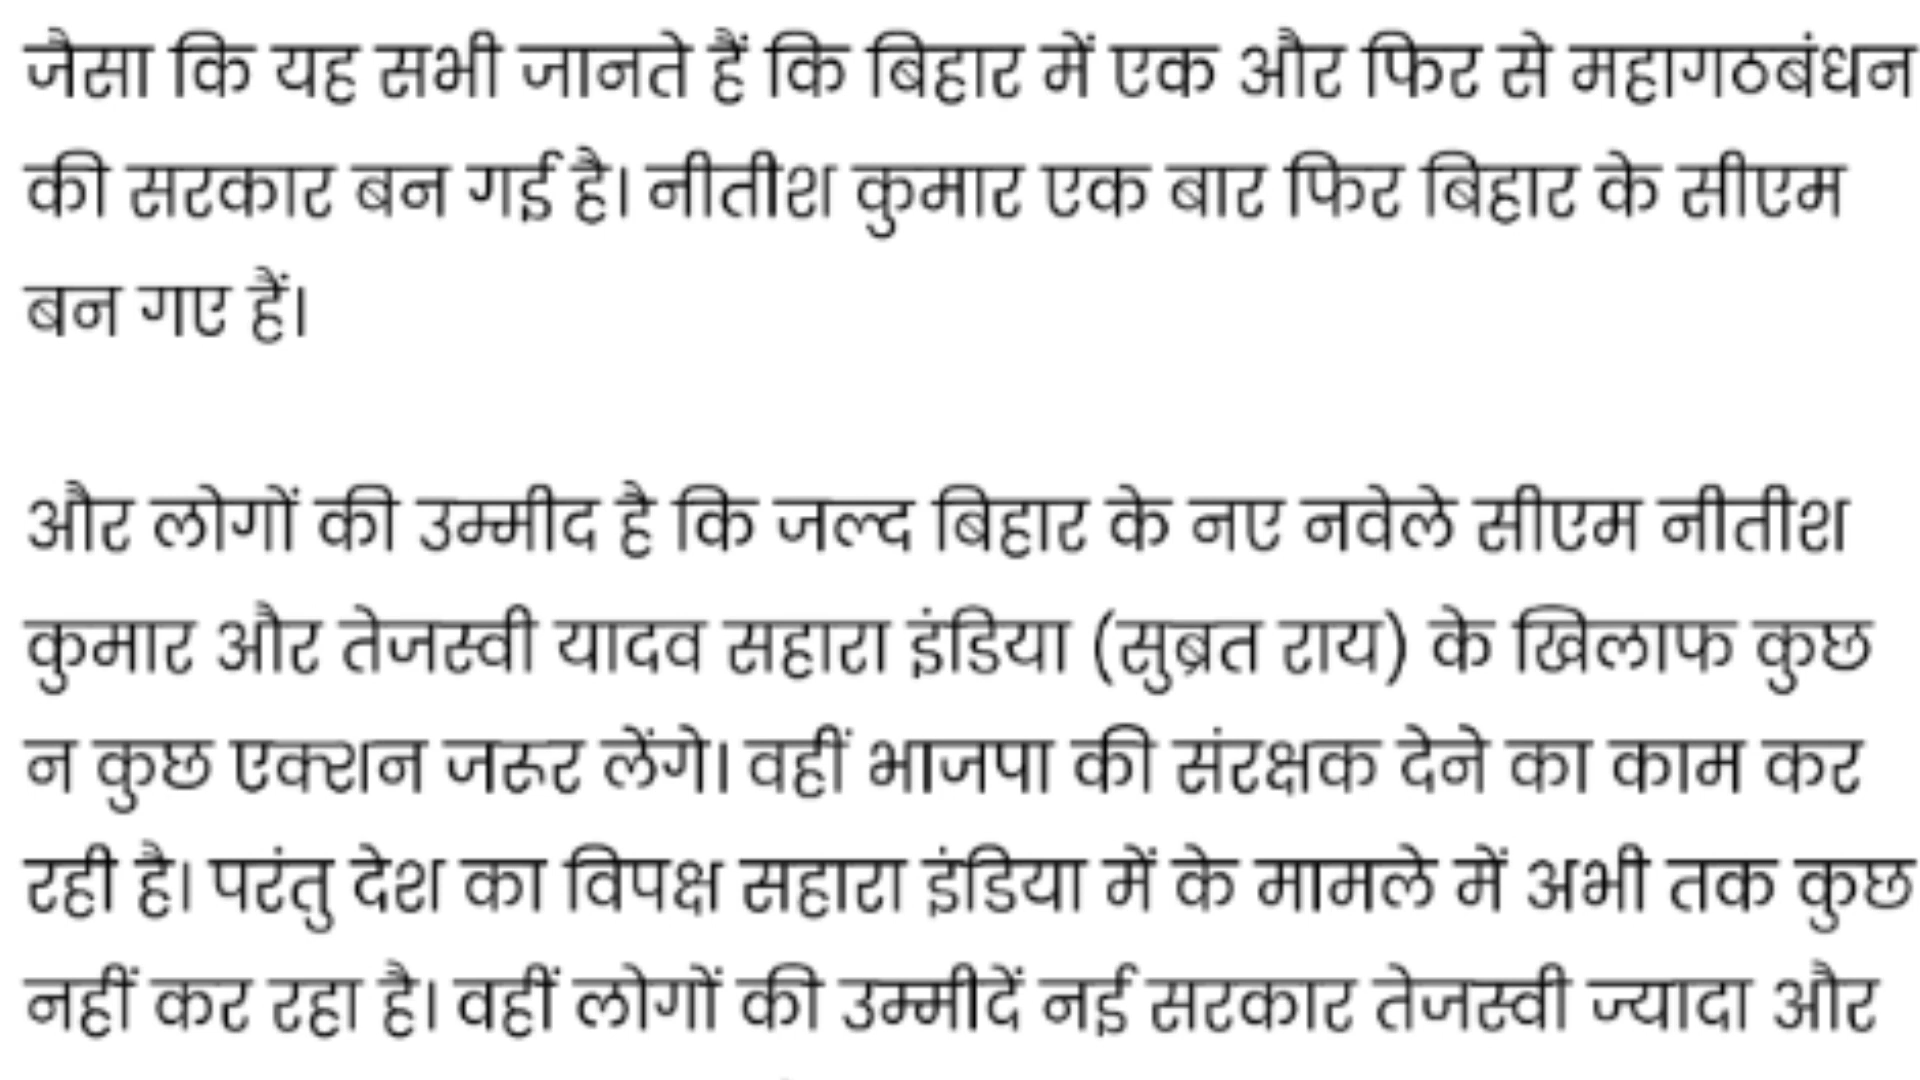 जैसा कि यह सभी जानते हैं कि बिहार में एक और फिर से महागठबंधन
की सरकार बन गई है। नीतीश कुमार एक बार फिर बिहार के सीएम
बन गए हैं।
और लोगों की उम्मीद है कि जल्द बिहार के नए नवेले सीएम नीतीश
कुमार और तेजस्वी यादव सहारा इंडिया (सुब्रत राय) के खिलाफ कुछ
न कुछ एक्शन जरूर लेंगे। वहीं भाजपा की संरक्षक देने का काम कर
रही है। परंतु देश का विपक्ष सहारा इंडिया में के मामले में अभी तक कुछ
नहीं कर रहा है। वहीं लोगों की उम्मीदें नई सरकार तेजस्वी ज्यादा और